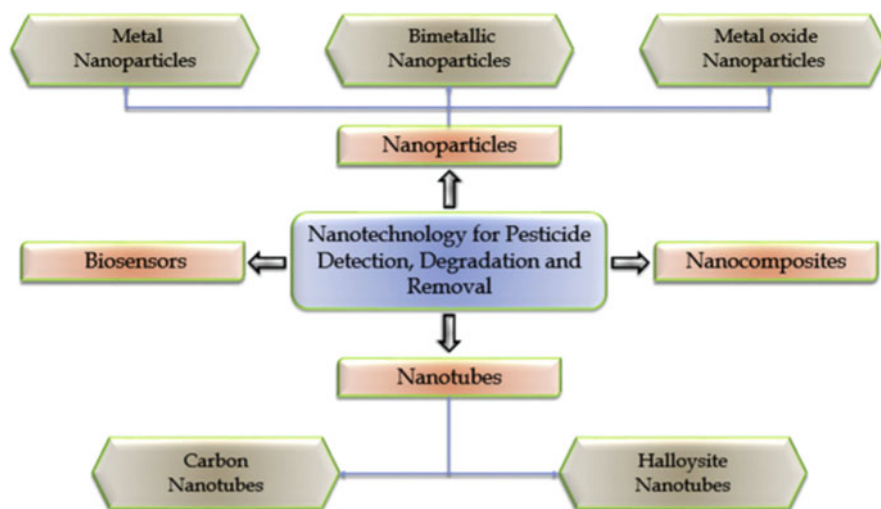 Metal
Nanoparticles
Bimetallic
Nanoparticles
Metal oxide
Nanoparticles
Nanoparticles
Biosensors
Nanotechnology for Pesticide
Detection, Degradation and
Removal
Nanocomposites
Nanotubes
Carbon
Nanotubes
Halloysite
Nanotubes